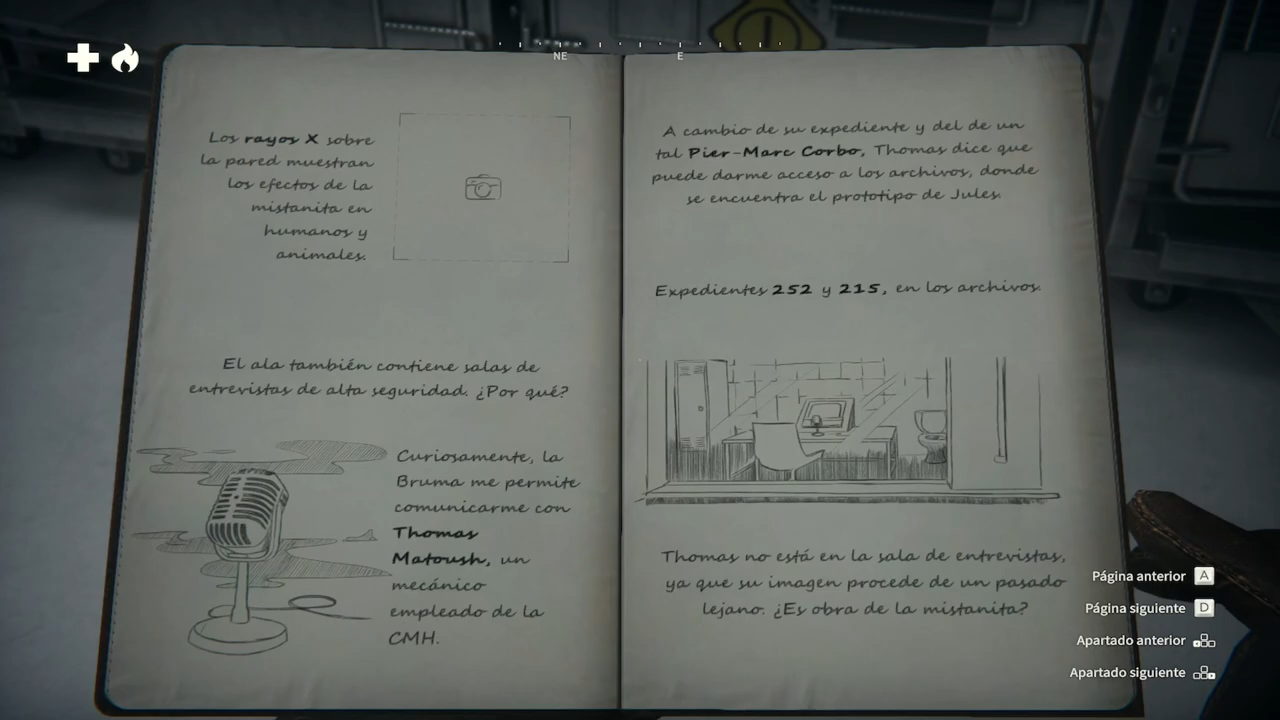 NE
E
Los rayos X sobre
la pared muestran
los efectos de la
mistanita en
humanos y
animales.
El ala también contiene salas de
entrevistas de alta seguridad. ¿Por qué?
Curiosamente, la
Bruma me permite
comunicarme con
Thomas
Matoush, un
mecánico
empleado de la
CMH.
A cambio de su expediente y del de un
tal Pier-Marc Corbo, Thomas dice que
puede darme acceso a los archivos, donde
se encuentra el prototipo de Jules.
Expedientes 252 y 215, en los archivos.
Thomas no está en la sala de entrevistas,
ya que su imagen procede de un pasado
lejano. ¿Es obra de la mistanita?
Página anterior A
Página siguiente D
Apartado anterior
Apartado siguiente